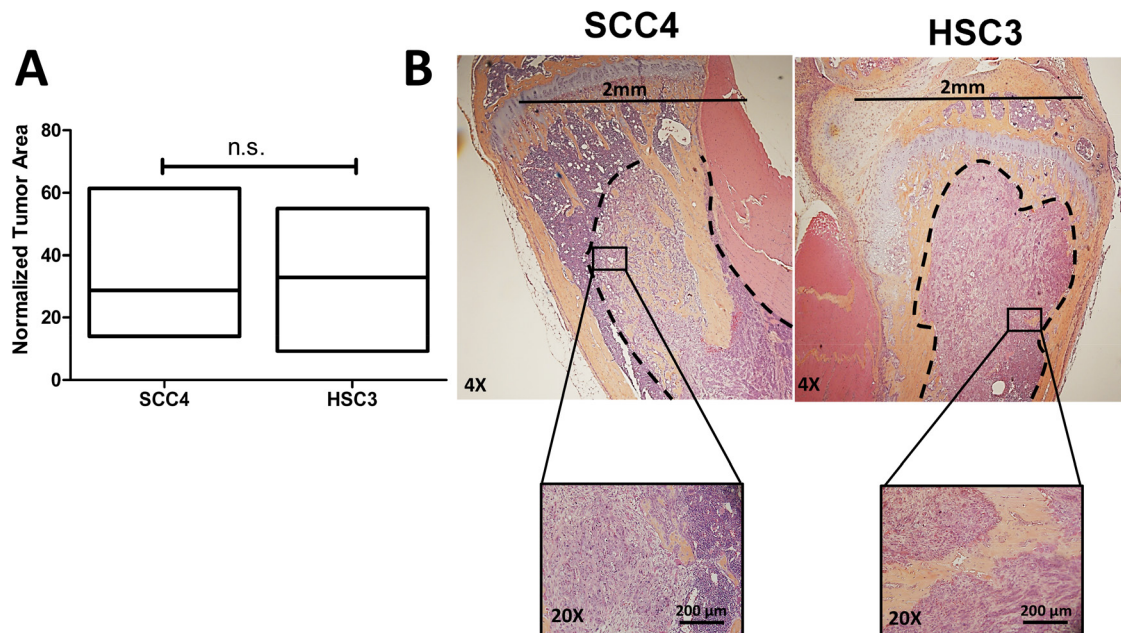 A
Normalized Tumor Area
80
60
40
20
0
n.s.
SCC4
HSC3
B
SCC4
HSC3
2mm
2mm
4X
4X
20X
200 µm
20X
200 µm